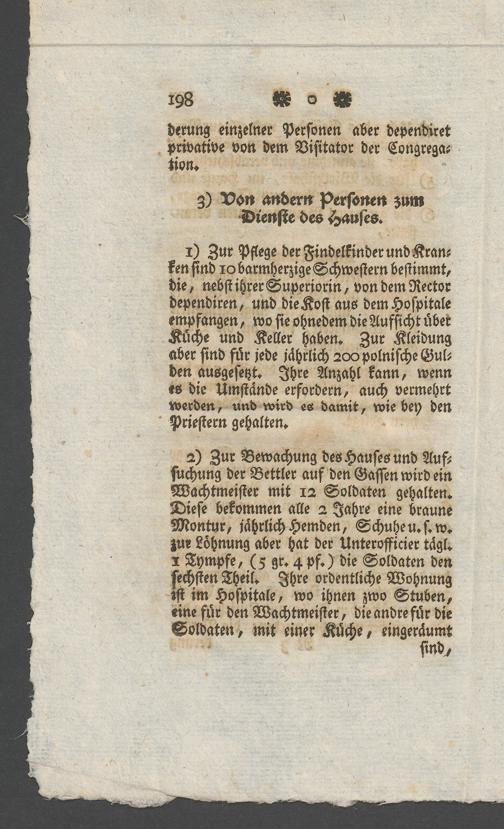 198 ❋ o ❋
derung einzelner Personen aber dependiret
privative von dem Visitator der Congrega-
tion.
3) Von andern Personen zum
Dienste des Hauses.
1) Zur Pflege der Findelkinder und Kran-
ken sind 10 barmherzige Schwestern bestimmt,
die, nebst ihrer Superiorin, von dem Rector
dependiren, und die Kost aus dem Hospitale
empfangen, wo sie ohnedem die Aufsicht über
Küche und Keller haben. Zur Kleidung
aber sind für jede jährlich 200 polnische Gul-
den ausgesetzt. Ihre Anzahl kann, wenn
es die Umstände erfordern, auch vermehrt
werden, und wird es damit, wie bey den
Priestern gehalten.
2) Zur Bewachung des Hauses und Auf-
suchung der Bettler auf den Gassen wird ein
Wachtmeister mit 12 Soldaten gehalten.
Diese bekommen alle 2 Jahre eine braune
Montur, jährlich Hemden, Schuhe u. s. w.
zur Löhnung aber hat der Unterofficier tägl.
1 Tympfe, (5 gr. 4 pf.) die Soldaten den
sechsten Theil. Ihre ordentliche Wohnung
ist im Hospitale, wo ihnen zwo Stuben,
eine für den Wachtmeister, die andre für die
Soldaten, mit einer Küche, eingeräumt
sind,